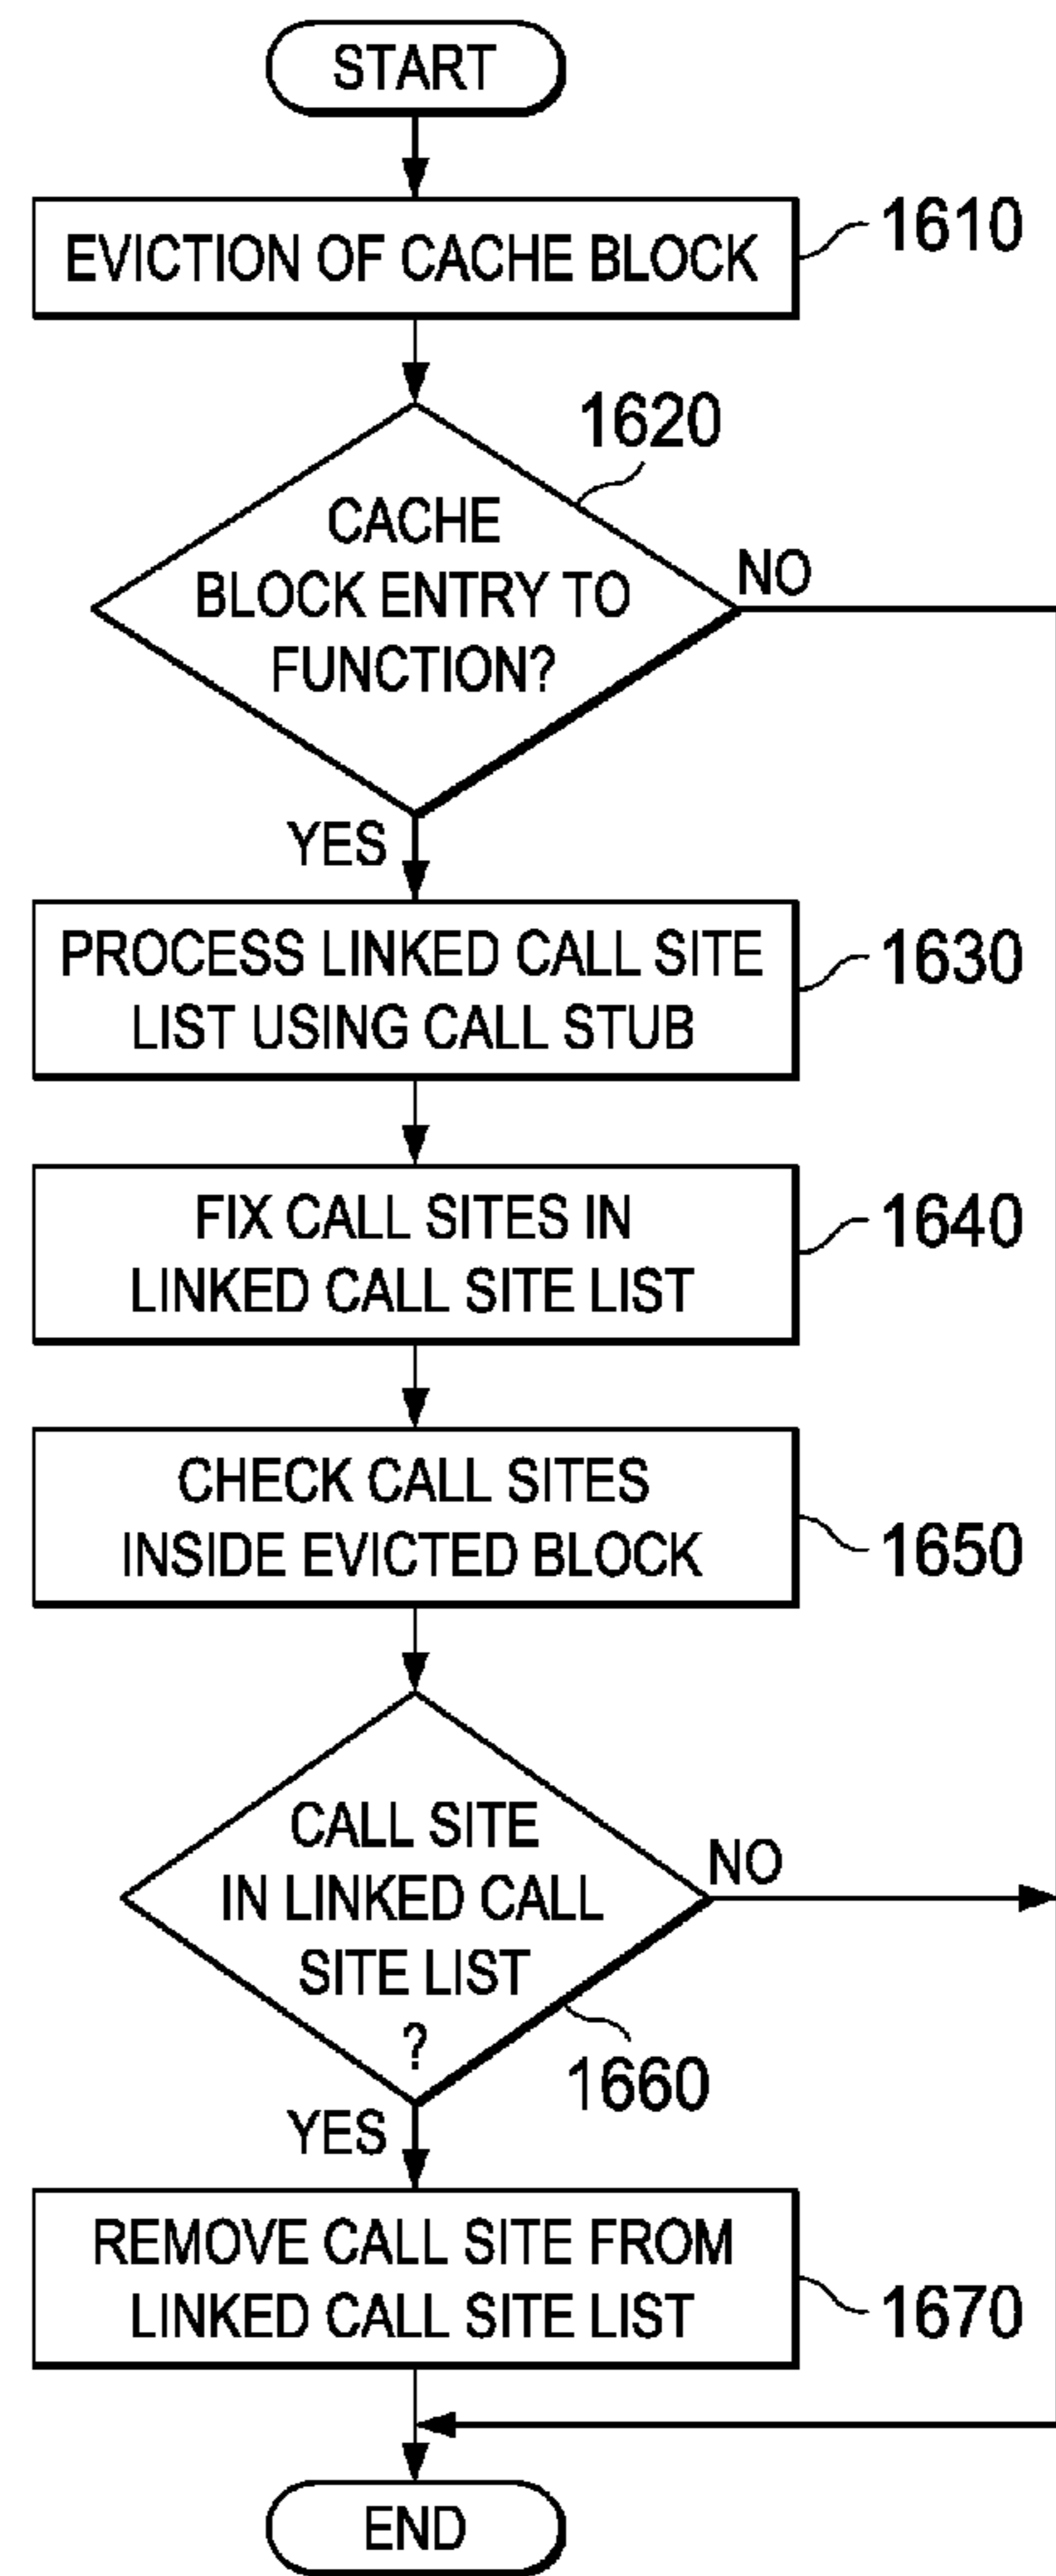 START
EVICTION OF CACHE BLOCK
1610
1620
CACHE
BLOCK ENTRY TO
FUNCTION?
NO
YES
PROCESS LINKED CALL SITE
LIST USING CALL STUB
1630
FIX CALL SITES IN
LINKED CALL SITE LIST
1640
CHECK CALL SITES
INSIDE EVICTED BLOCK
1650
CALL SITE
IN LINKED CALL
SITE LIST
?
NO
1660
YES
REMOVE CALL SITE FROM
LINKED CALL SITE LIST
1670
END